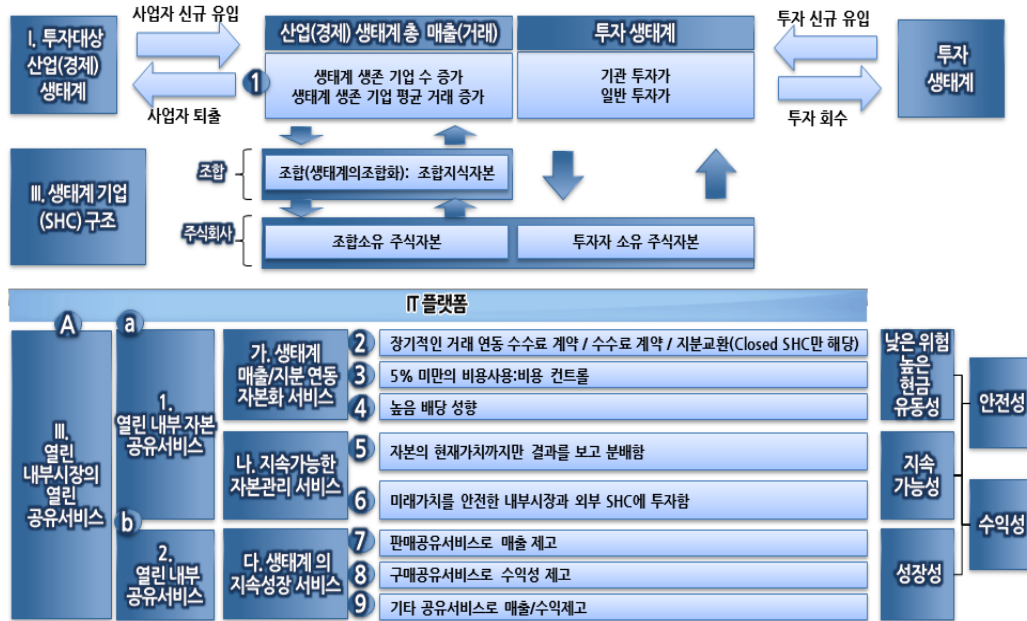 사업자 신규 유입
투자 신규 유입
I. 투자대상
산업(경제)
생태계
산업(경제) 생태계 총 매출(거래)
투자 생태계
투자
생태계
1
생태계 생존 기업 수 증가
생태계 생존 기업 평균 거래 증가
기관 투자가
일반 투자가
사업자 퇴출
투자 회수
III. 생태계 기업
(SHC) 구조
조합
조합(생태계의조합화): 조합지식자본
주식회사
조합소유 주식자본
투자자 소유 주식자본
IT 플랫폼
A
III.
열린
내부시장의
열린
공유서비스
a
1.
열린 내부 자본
공유서비스
b
2.
열린 내부
공유서비스
가. 생태계
매출/지분 연동
자본화 서비스
나. 지속가능한
자본관리 서비스
다. 생태계 의
지속성장 서비스
2
장기적인 거래 연동 수수료 계약 / 수수료 계약 / 지분교환(Closed SHC만 해당)
3
5% 미만의 비용사용:비용 컨트롤
4
높음 배당 성향
5
자본의 현재가치까지만 결과를 보고 분배함
6
미래가치를 안전한 내부시장과 외부 SHC에 투자함
7
판매공유서비스로 매출 제고
8
구매공유서비스로 수익성 제고
9
기타 공유서비스로 매출/수익제고
낮은 위험
높은
현금
유동성
지속
가능성
성장성
안전성
수익성